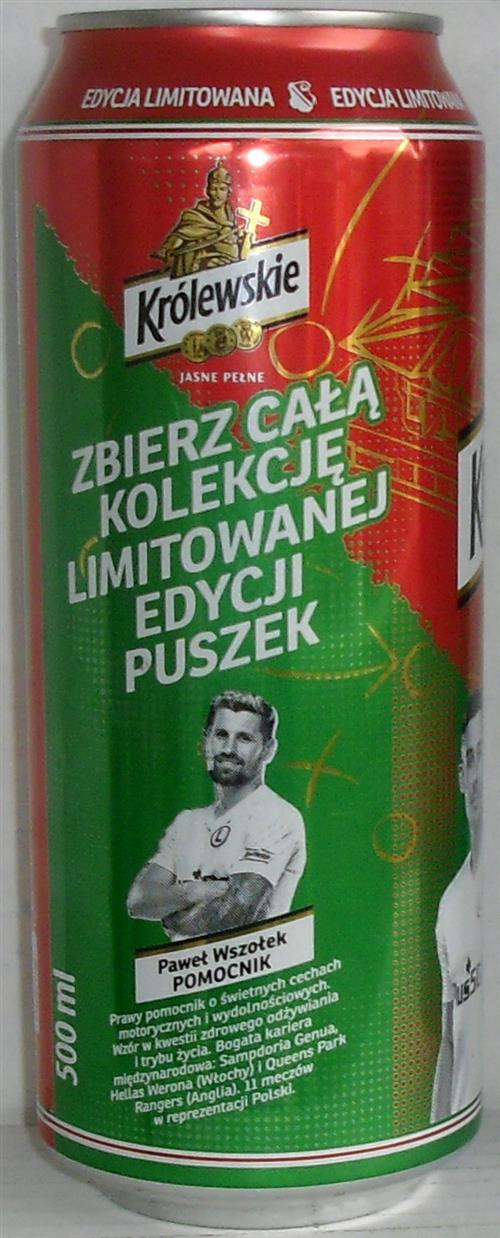 EDYCJA LIMITOWANA EDYCJA LIMITOWANA
Królewskie
JASNE PEŁNE
ZBIERZ CAŁĄ
KOLEKCJĘ
LIMITOWANEJ
EDYCJI
PUSZEK
Paweł Wszołek
POMOCNIK
Prawy pomocnik o świetnych cechach
motorycznych i wydolnościowych.
Wzór w kwestii zdrowego odżywiania
i trybu życia. Bogata kariera
międzynarodowa: Sampdoria Genua,
Hellas Werona (Włochy) i Queens Park
Rangers (Anglia). 11 meczów
w reprezentacji Polski.
500 ml